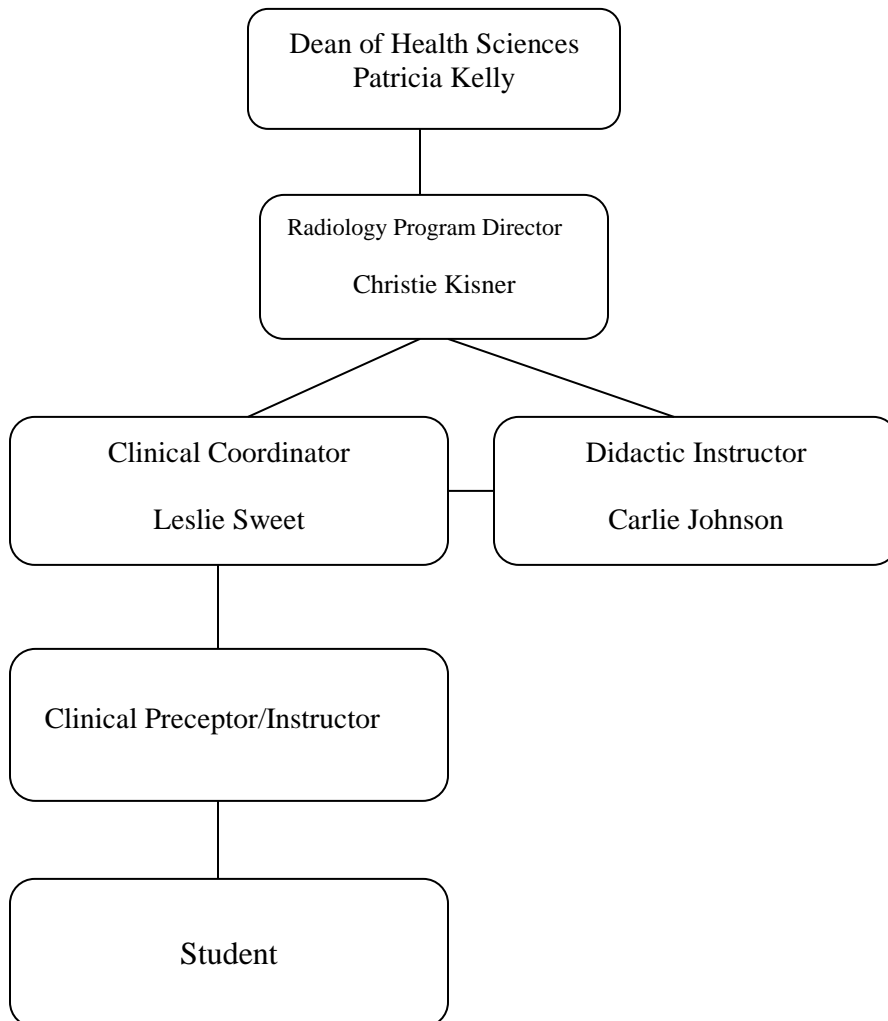 Dean of Health Sciences
Patricia Kelly
Radiology Program Director
Christie Kisner
Clinical Coordinator
Leslie Sweet
Didactic Instructor
Carlie Johnson
Clinical Preceptor/Instructor
Student